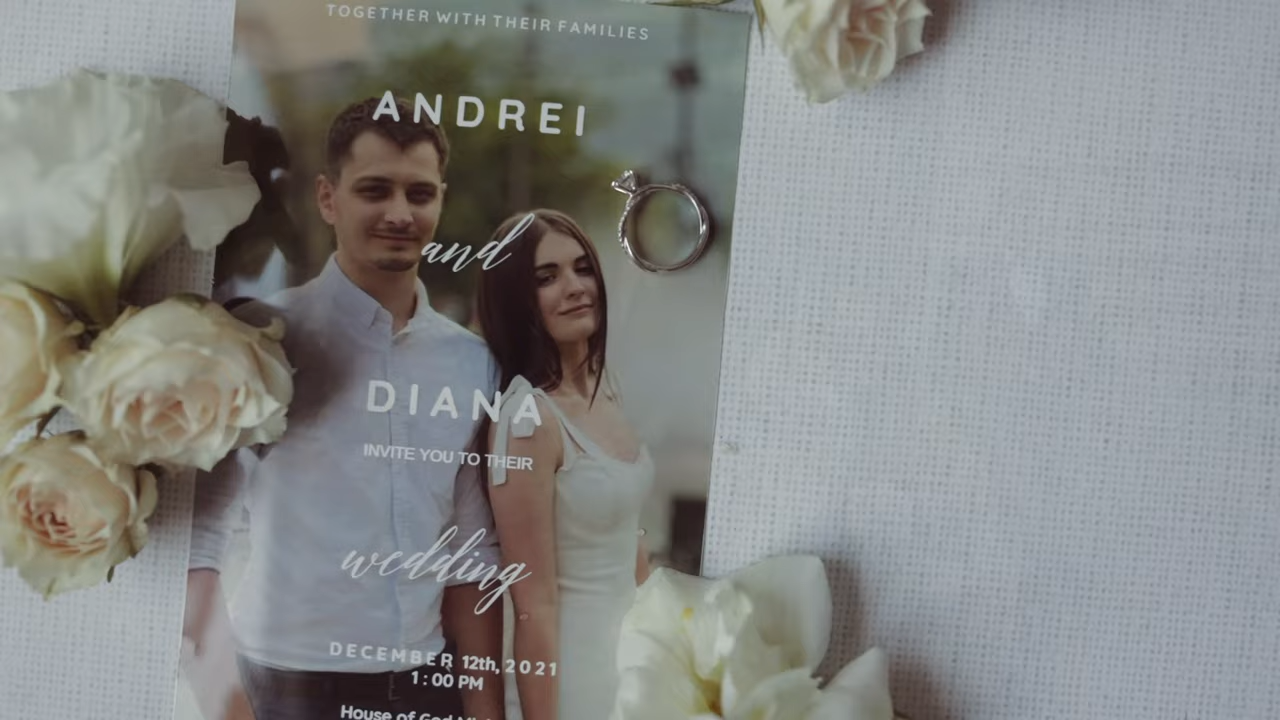 TOGETHER WITH THEIR FAMILIES
ANDREI
and
DIANA
INVITE YOU TO THEIR
wedding
DECEMBER 12th, 2021
1:00 PM
House of God